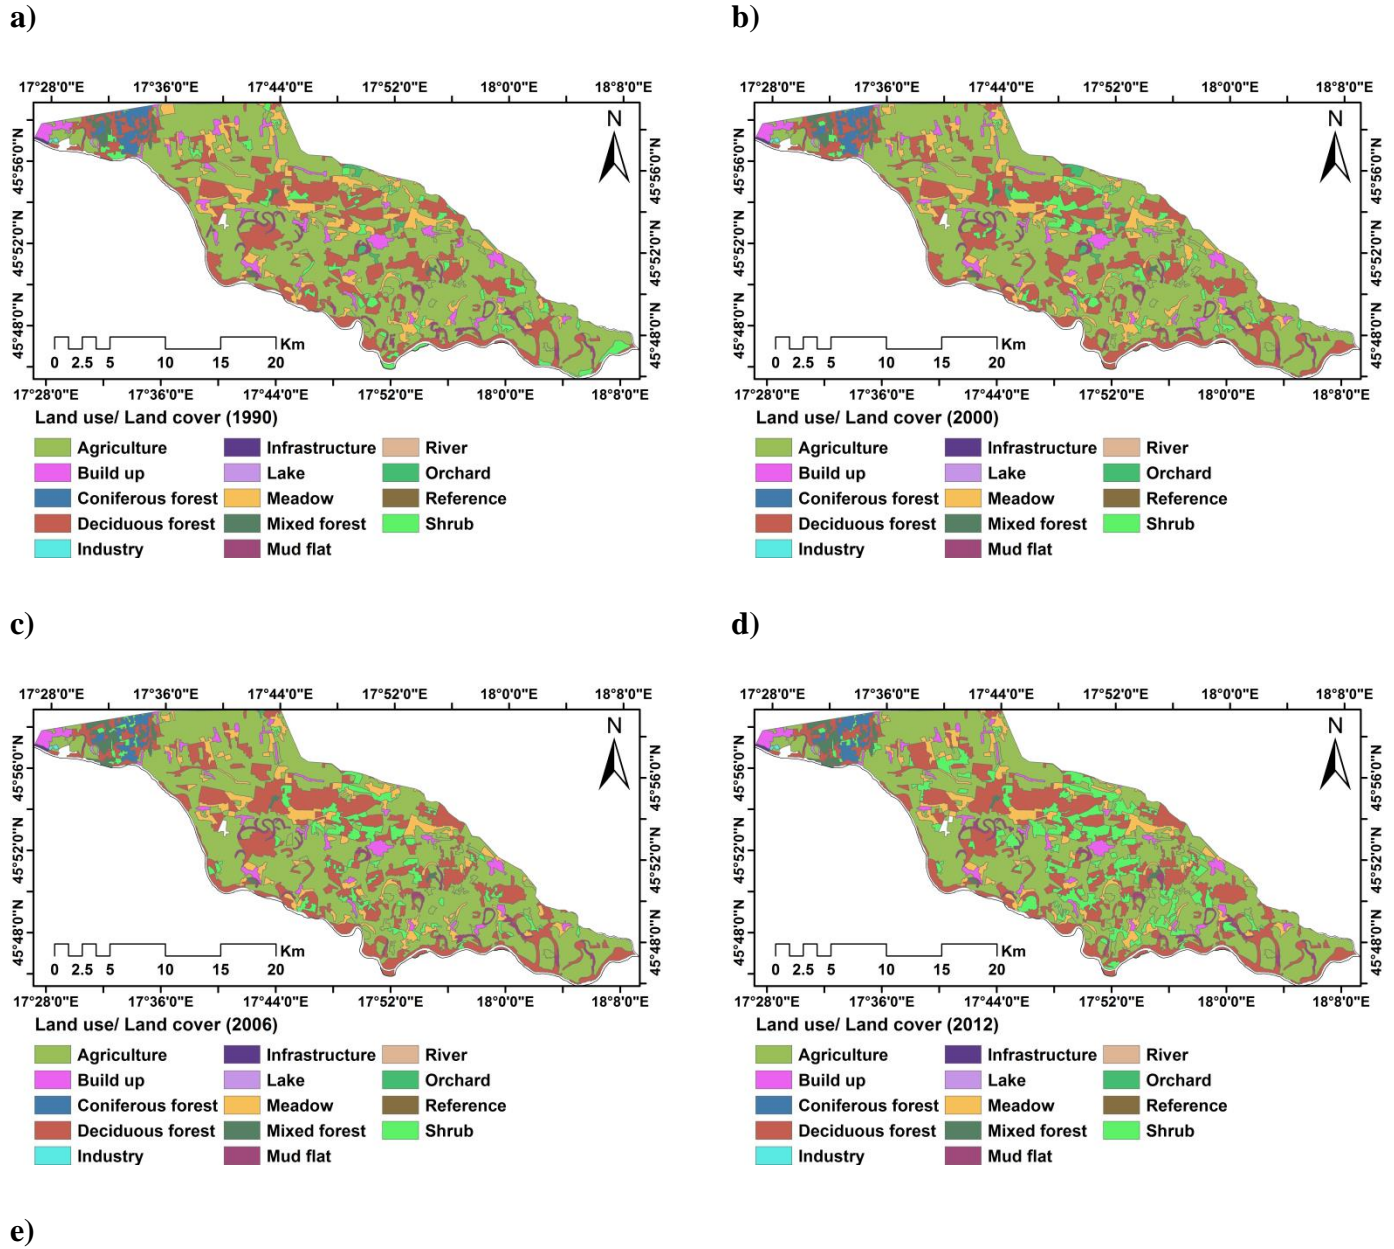 a)
b)
17°28'0"E 17°36'0"E 17°44'0"E 17°52'0"E 18°0'0"E 18°8'0"E
N
45°56'0"N 45°52'0"N 45°48'0"N
45°56'0"N 45°52'0"N 45°48'0"N
Km
0 2.5 5 10 15 20
17°28'0"E 17°36'0"E 17°44'0"E 17°52'0"E 18°0'0"E 18°8'0"E
Land use/ Land cover (1990)
Agriculture Infrastructure River
Build up Lake Orchard
Coniferous forest Meadow Reference
Deciduous forest Mixed forest Shrub
Industry Mud flat
17°28'0"E 17°36'0"E 17°44'0"E 17°52'0"E 18°0'0"E 18°8'0"E
N
45°56'0"N 45°52'0"N 45°48'0"N
45°56'0"N 45°52'0"N 45°48'0"N
Km
0 2.5 5 10 15 20
17°28'0"E 17°36'0"E 17°44'0"E 17°52'0"E 18°0'0"E 18°8'0"E
Land use/ Land cover (2000)
Agriculture Infrastructure River
Build up Lake Orchard
Coniferous forest Meadow Reference
Deciduous forest Mixed forest Shrub
Industry Mud flat
c)
d)
17°28'0"E 17°36'0"E 17°44'0"E 17°52'0"E 18°0'0"E 18°8'0"E
N
45°56'0"N 45°52'0"N 45°48'0"N
45°56'0"N 45°52'0"N 45°48'0"N
Km
0 2.5 5 10 15 20
17°28'0"E 17°36'0"E 17°44'0"E 17°52'0"E 18°0'0"E 18°8'0"E
Land use/ Land cover (2006)
Agriculture Infrastructure River
Build up Lake Orchard
Coniferous forest Meadow Reference
Deciduous forest Mixed forest Shrub
Industry Mud flat
17°28'0"E 17°36'0"E 17°44'0"E 17°52'0"E 18°0'0"E 18°8'0"E
N
45°56'0"N 45°52'0"N 45°48'0"N
45°56'0"N 45°52'0"N 45°48'0"N
Km
0 2.5 5 10 15 20
17°28'0"E 17°36'0"E 17°44'0"E 17°52'0"E 18°0'0"E 18°8'0"E
Land use/ Land cover (2012)
Agriculture Infrastructure River
Build up Lake Orchard
Coniferous forest Meadow Reference
Deciduous forest Mixed forest Shrub
Industry Mud flat
e)